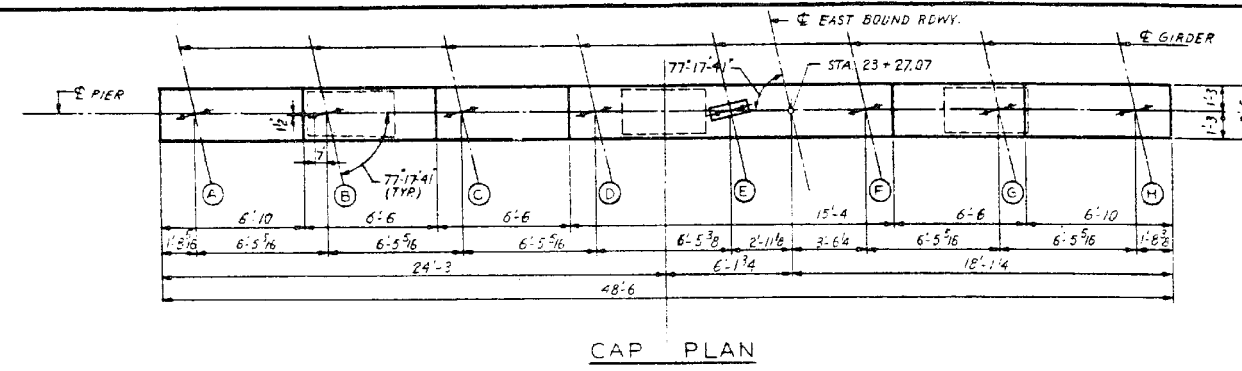 ℄ EAST BOUND RDWY.
℄ GIRDER
77°-17'-41"
STA. 23 + 27.07
℄ PIER
1½
1'-3
1'-3
7"
77°-17'-41"
(TYP.)
A B C D E F G H
6'-10 6'-6 6'-6 15'-4 6'-6 6'-10
1'-8 5/16 6'-5 5/16 6'-5 5/16 6'-5 5/16 6'-5 3/8 2'-11 1/8 3'-6 1/4 6'-5 5/16 6'-5 5/16 1'-8 3/8
24'-3 6'-1 3/4 18'-1 1/4
48'-6
CAP PLAN